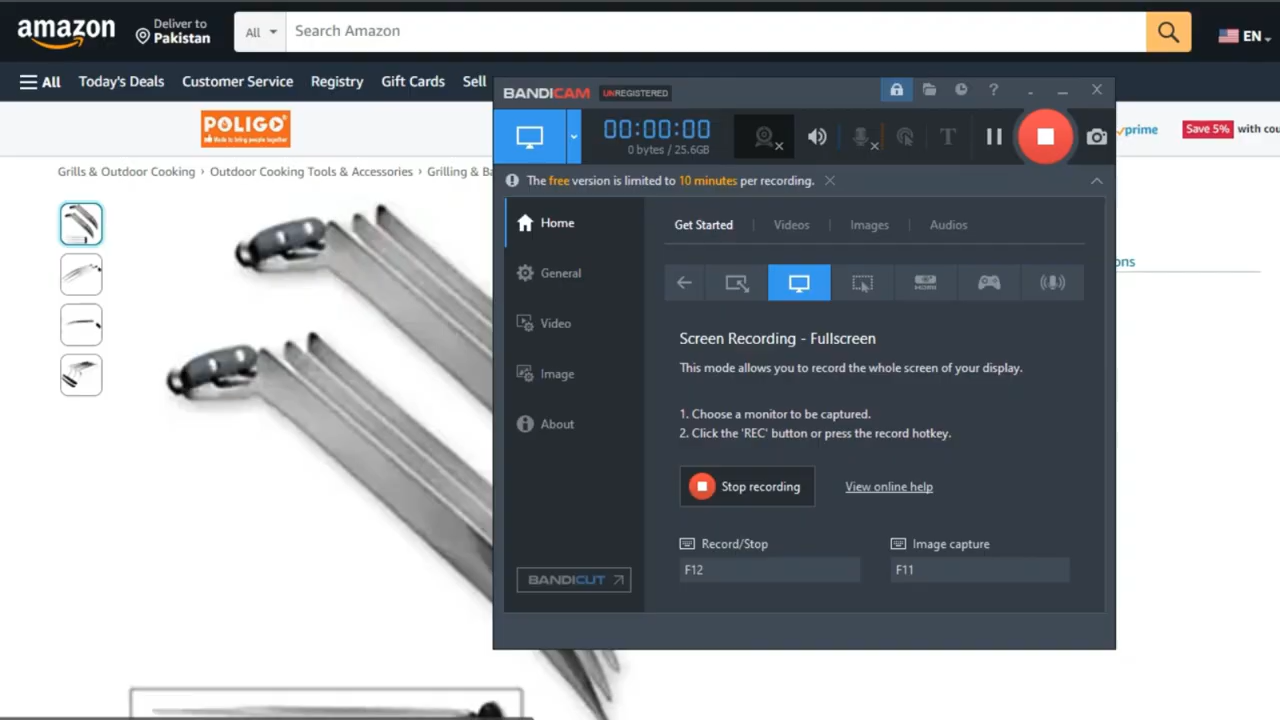 amazon
Deliver to
Pakistan
All
Search Amazon
EN
All
Today's Deals
Customer Service
Registry
Gift Cards
Sell
POLIGO
Grills & Outdoor Cooking › Outdoor Cooking Tools & Accessories › Grilling & Ba
BANDICAM
UNREGISTERED
?
00:00:00
0 bytes / 25.6GB
T
prime
Save 5%
with cou
The free version is limited to 10 minutes per recording.
Home
General
Video
Image
About
BANDICUT
Get Started
Videos
Images
Audios
HDMI
Screen Recording - Fullscreen
This mode allows you to record the whole screen of your display.
1. Choose a monitor to be captured.
2. Click the 'REC' button or press the record hotkey.
Stop recording
View online help
Record/Stop
Image capture
F12
F11
ons